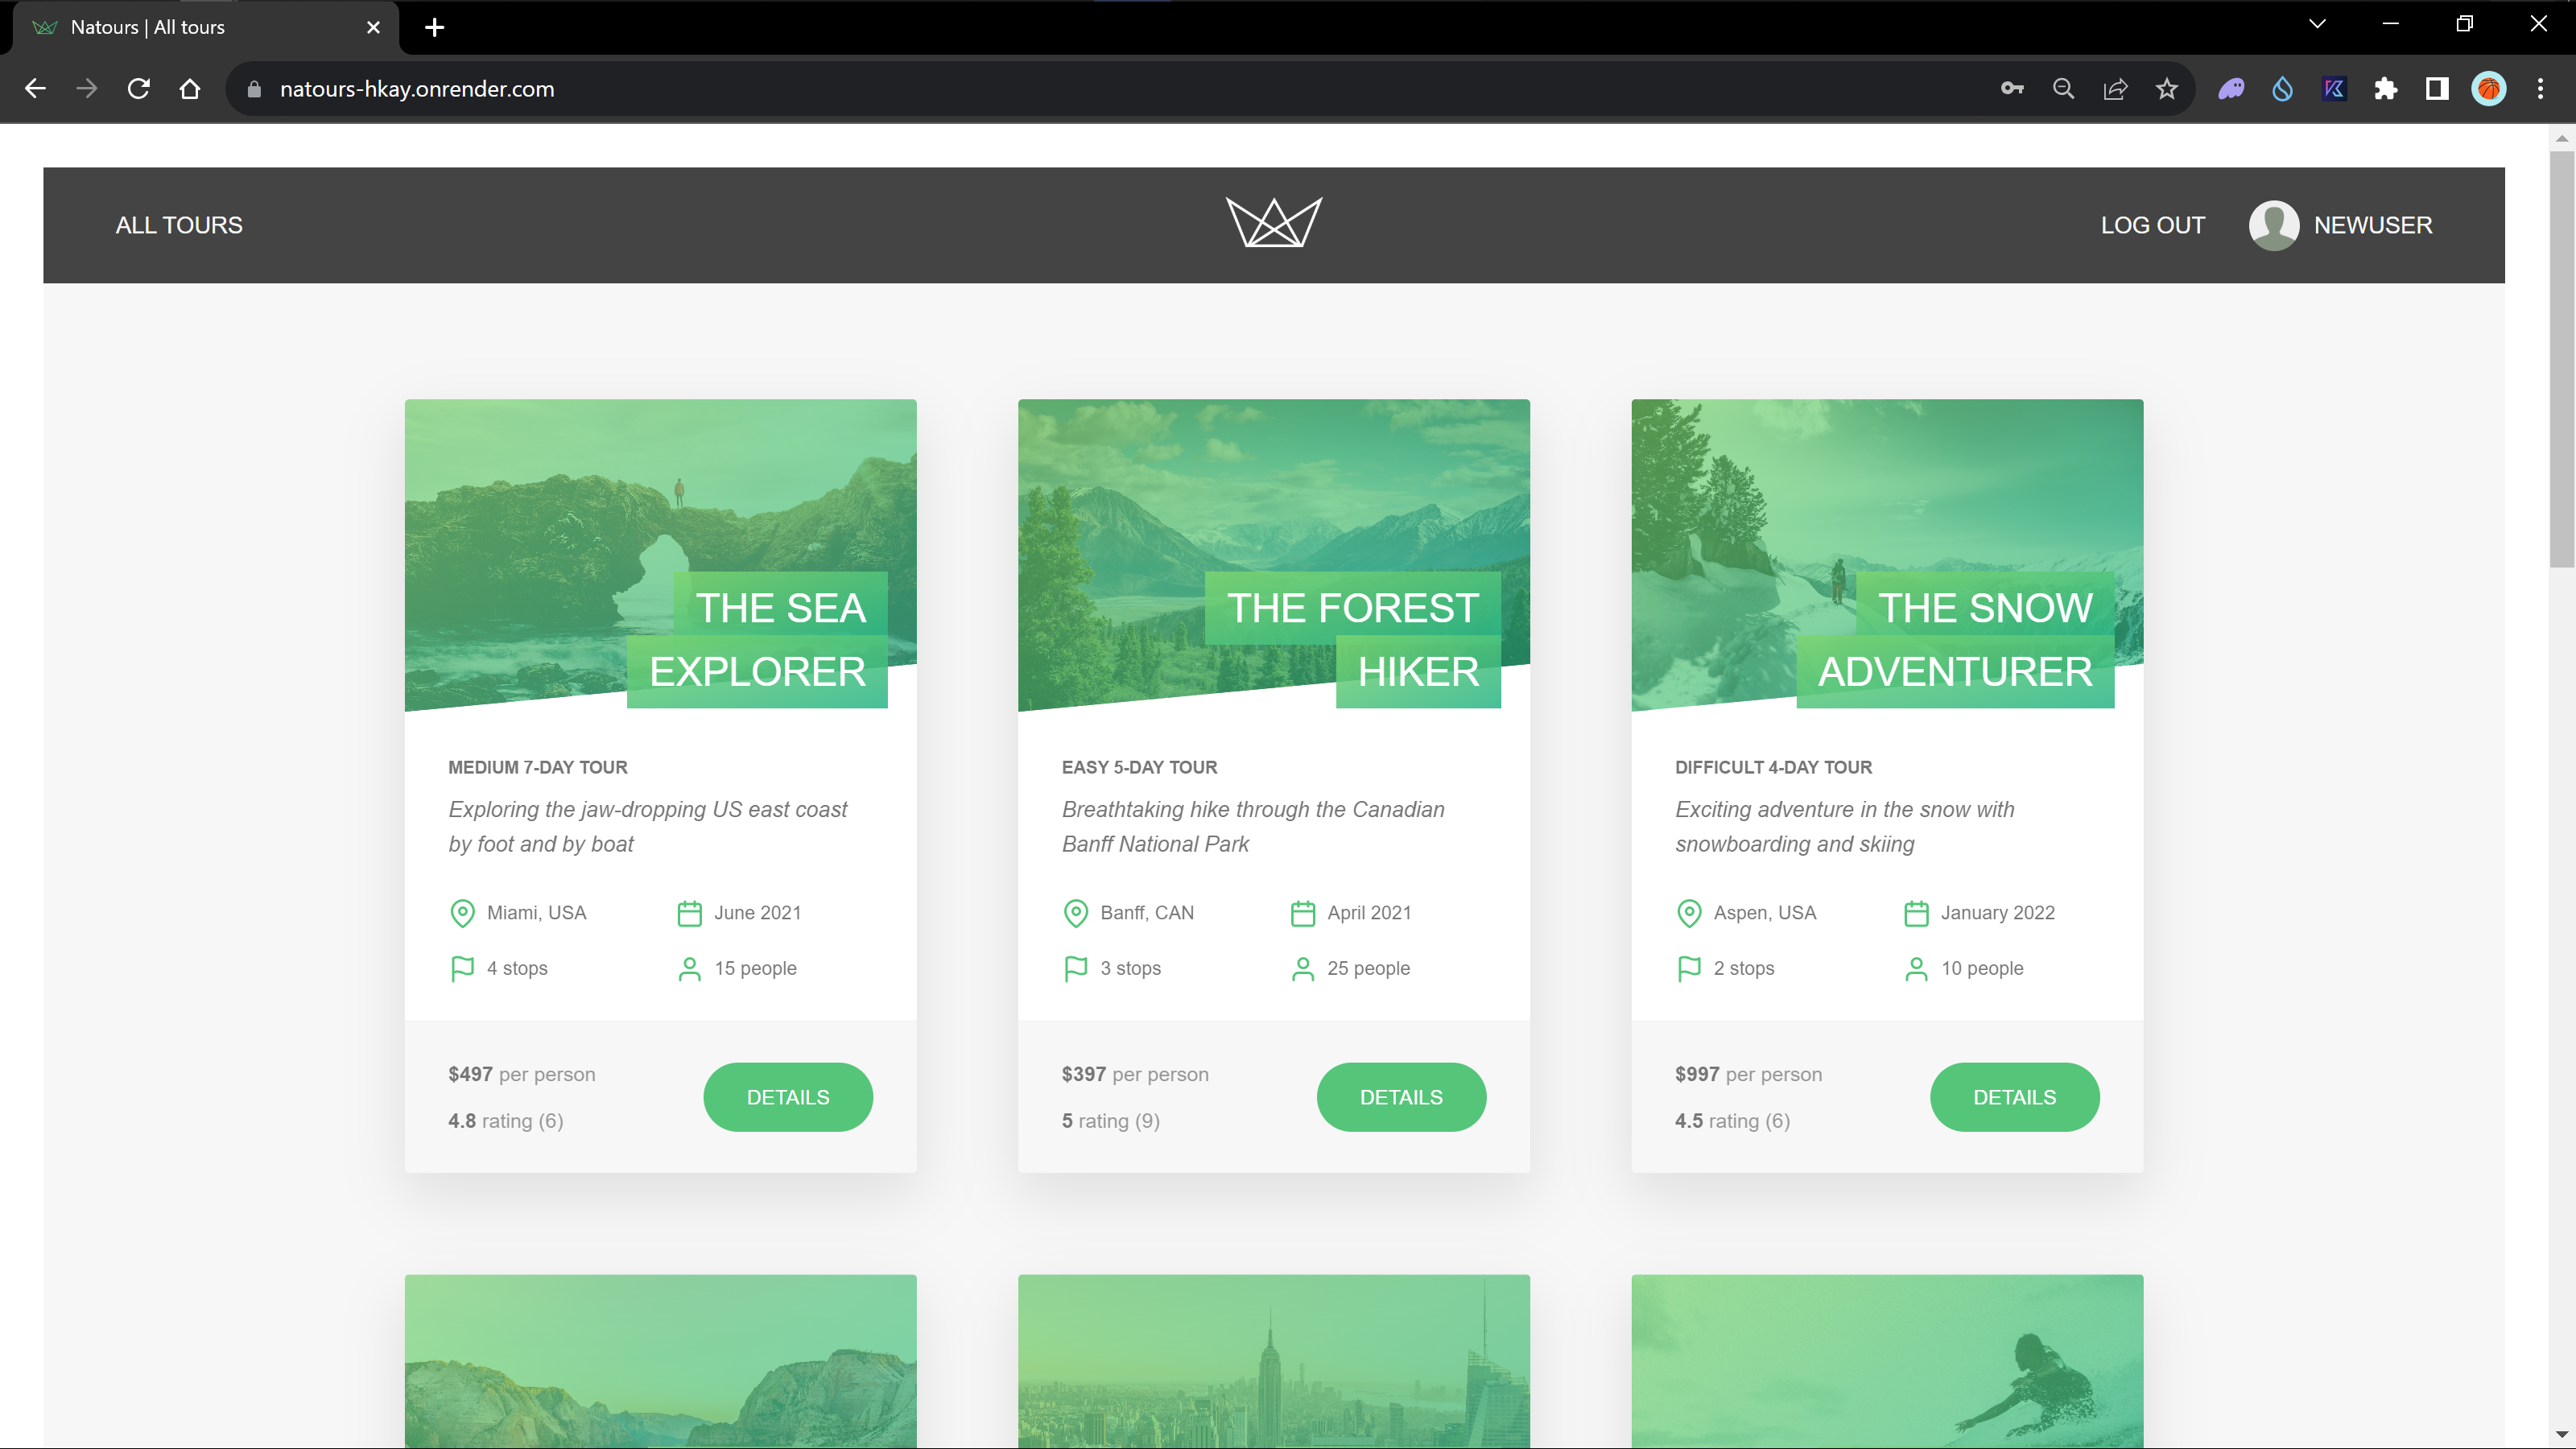 Natours | All tours
natours-hkay.onrender.com
ALL TOURS
LOG OUT
NEWUSER
THE SEA
EXPLORER
MEDIUM 7-DAY TOUR
Exploring the jaw-dropping US east coast
by foot and by boat
Miami, USA
June 2021
4 stops
15 people
$497 per person
4.8 rating (6)
DETAILS
THE FOREST
HIKER
EASY 5-DAY TOUR
Breathtaking hike through the Canadian
Banff National Park
Banff, CAN
April 2021
3 stops
25 people
$397 per person
5 rating (9)
DETAILS
THE SNOW
ADVENTURER
DIFFICULT 4-DAY TOUR
Exciting adventure in the snow with
snowboarding and skiing
Aspen, USA
January 2022
2 stops
10 people
$997 per person
4.5 rating (6)
DETAILS